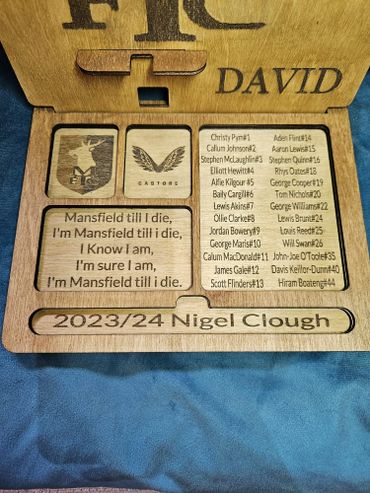 FTC
DAVID
FTC
CASTORE
Christy Pym#1
Callum Johnson#2
Stephen McLaughlin#3
Elliott Hewitt#4
Alfie Kilgour #5
Baily Cargill#6
Lewis Akins#7
Ollie Clarke#8
Jordan Bowery#9
George Maris#10
Calum MacDonald#11
James Gale#12
Scott Flinders#13
Aden Flint#14
Aaron Lewis#15
Stephen Quinn#16
Rhys Oates#18
George Cooper#19
Tom Nichols#20
George Williams#22
Lewis Brunt#24
Louis Reed#25
Will Swan#26
John-Joe O'Toole#35
Davis Keillor-Dunn#40
Hiram Boateng#44
Mansfield till I die,
I'm Mansfield till i die,
I Know I am,
I'm sure I am,
I'm Mansfield till i die.
2023/24 Nigel Clough